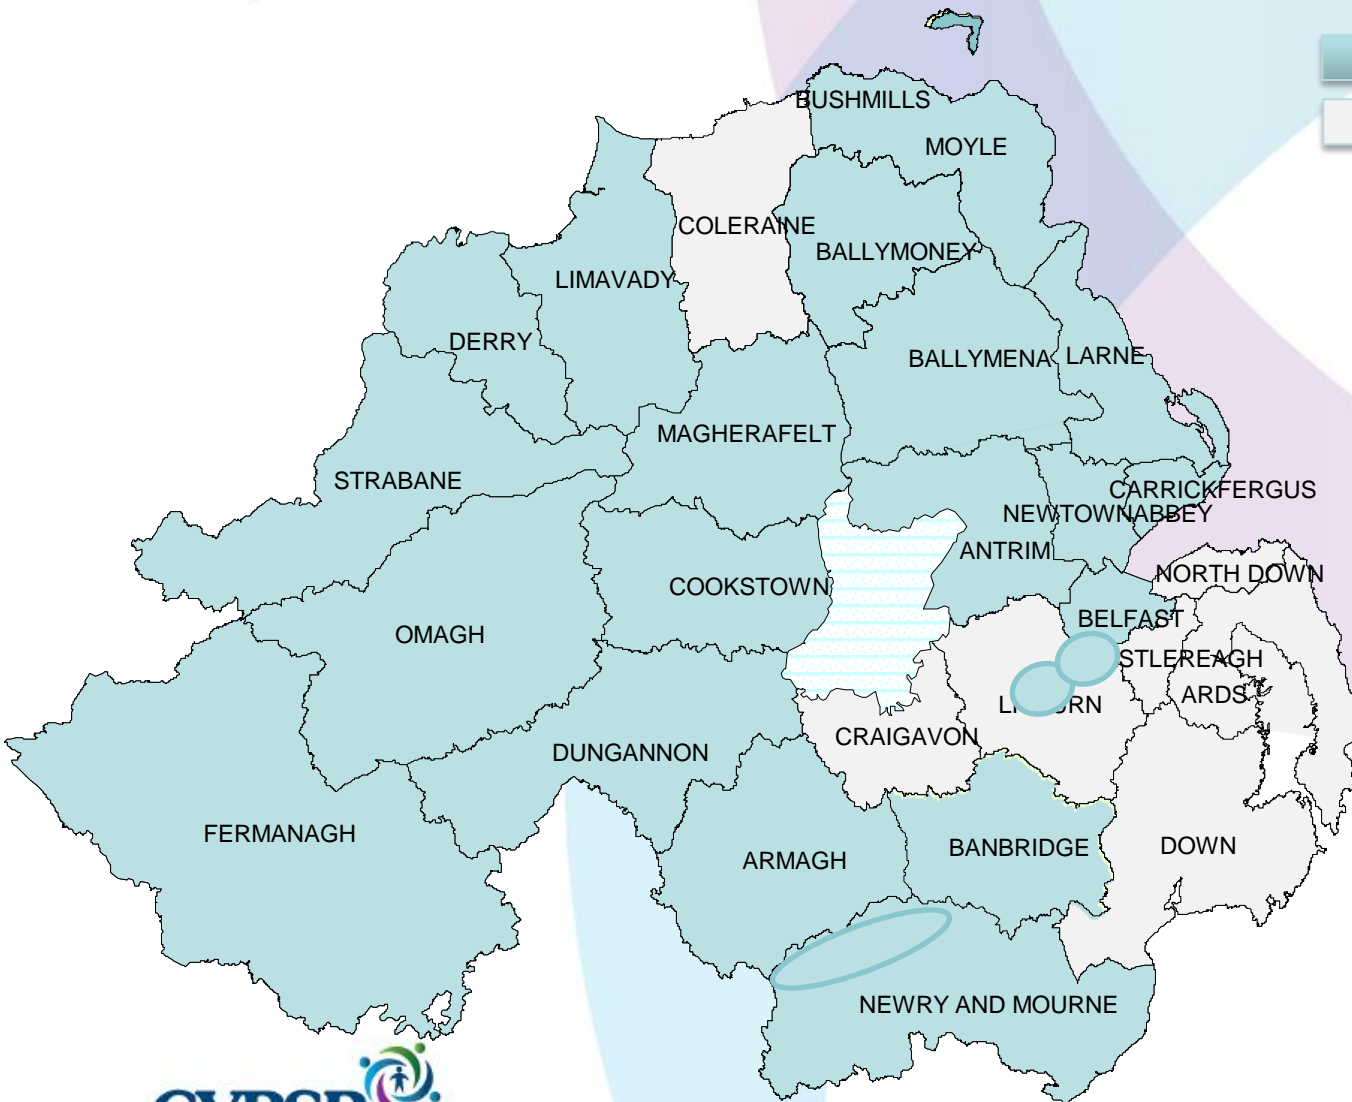 BUSHMILLS
MOYLE
COLERAINE
BALLYMONEY
LIMAVADY
DERRY
BALLYMENA
LARNE
MAGHERAFELT
STRABANE
CARRICKFERGUS
NEWTOWNABBEY
ANTRIM
NORTH DOWN
COOKSTOWN
BELFAST
OMAGH
STLEREAGH
ARDS
CRAIGAVON
DUNGANNON
FERMANAGH
ARMAGH
BANBRIDGE
DOWN
NEWRY AND MOURNE